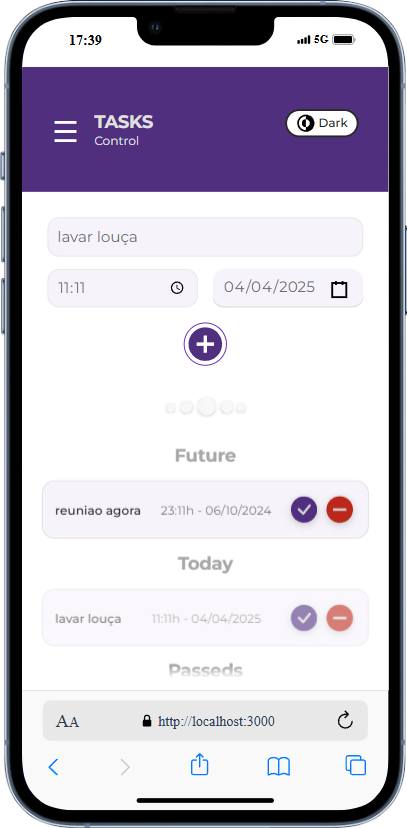 17:39 5G
TASKS
Control
Dark
lavar louça
11:11 04/04/2025
Future
reuniao agora 23:11h - 06/10/2024
Today
lavar louça 11:11h - 04/04/2025
Passeds
AA http://localhost:3000